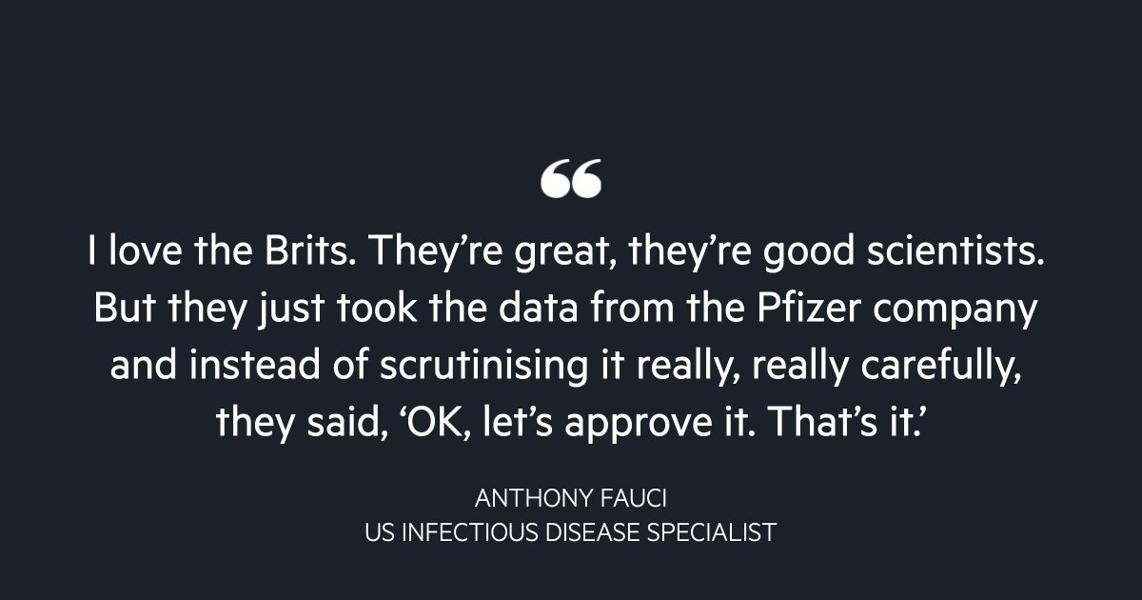 “
I love the Brits. They’re great, they’re good scientists.
But they just took the data from the Pfizer company
and instead of scrutinising it really, really carefully,
they said, ‘OK, let’s approve it. That’s it.’
ANTHONY FAUCI
US INFECTIOUS DISEASE SPECIALIST